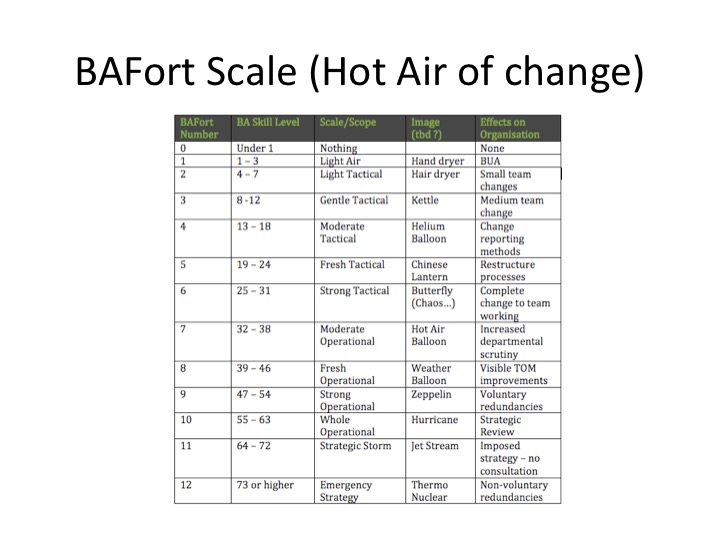 BAFort Scale (Hot Air of change)
BAFort Number BA Skill Level Scale/Scope Image (tbd ?) Effects on Organisation
0 Under 1 Nothing None
1 1 – 3 Light Air Hand dryer BUA
2 4 – 7 Light Tactical Hair dryer Small team changes
3 8 -12 Gentle Tactical Kettle Medium team change
4 13 – 18 Moderate Tactical Helium Balloon Change reporting methods
5 19 – 24 Fresh Tactical Chinese Lantern Restructure processes
6 25 – 31 Strong Tactical Butterfly (Chaos...) Complete change to team working
7 32 – 38 Moderate Operational Hot Air Balloon Increased departmental scrutiny
8 39 – 46 Fresh Operational Weather Balloon Visible TOM improvements
9 47 – 54 Strong Operational Zeppelin Voluntary redundancies
10 55 – 63 Whole Operational Hurricane Strategic Review
11 64 – 72 Strategic Storm Jet Stream Imposed strategy – no consultation
12 73 or higher Emergency Strategy Thermo Nuclear Non-voluntary redundancies